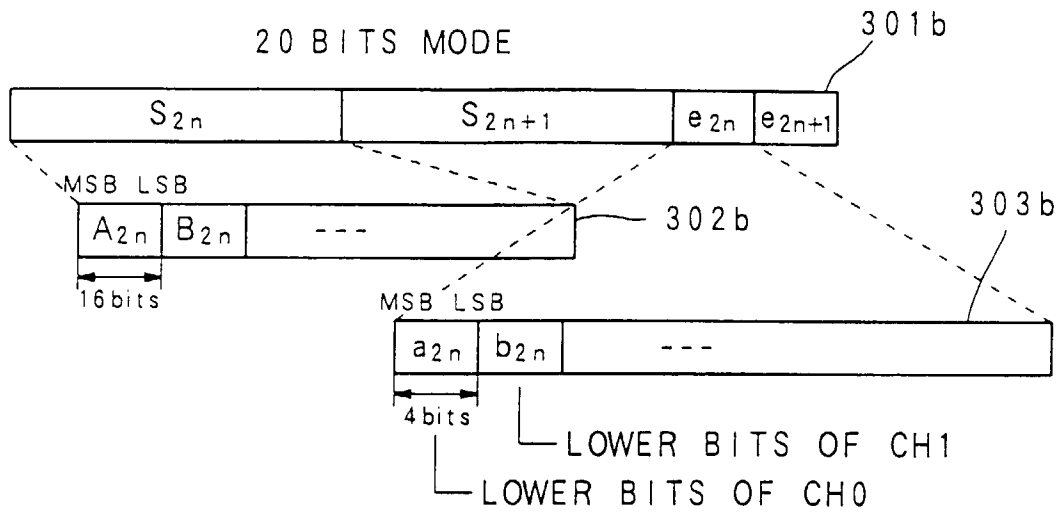 301b
20 BITS MODE
S2n S2n+1 e2n e2n+1
MSB LSB
302b
303b
A2n B2n ---
16bits
MSB LSB
a2n b2n ---
4bits
LOWER BITS OF CH1
LOWER BITS OF CH0